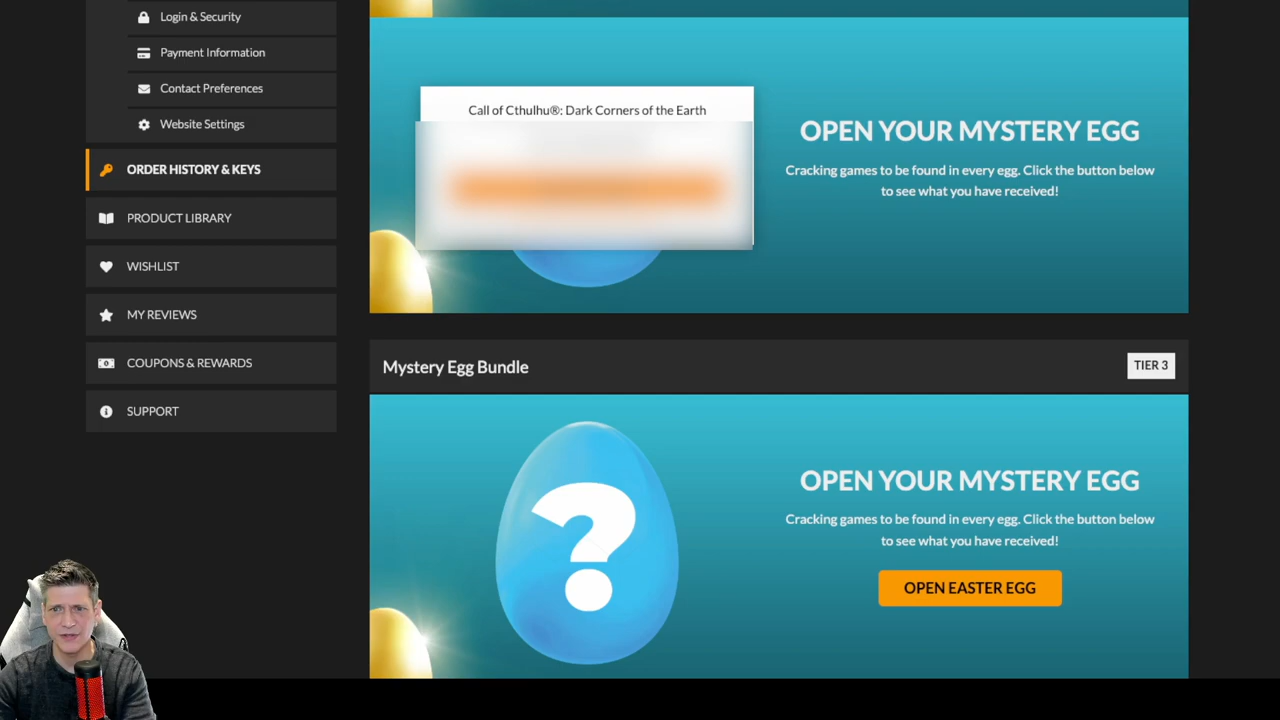 Login & Security
Payment Information
Contact Preferences
Website Settings
ORDER HISTORY & KEYS
PRODUCT LIBRARY
WISHLIST
MY REVIEWS
COUPONS & REWARDS
SUPPORT
Call of Cthulhu®: Dark Corners of the Earth
OPEN YOUR MYSTERY EGG
Cracking games to be found in every egg. Click the button below
to see what you have received!
Mystery Egg Bundle
TIER 3
?
OPEN YOUR MYSTERY EGG
Cracking games to be found in every egg. Click the button below
to see what you have received!
OPEN EASTER EGG